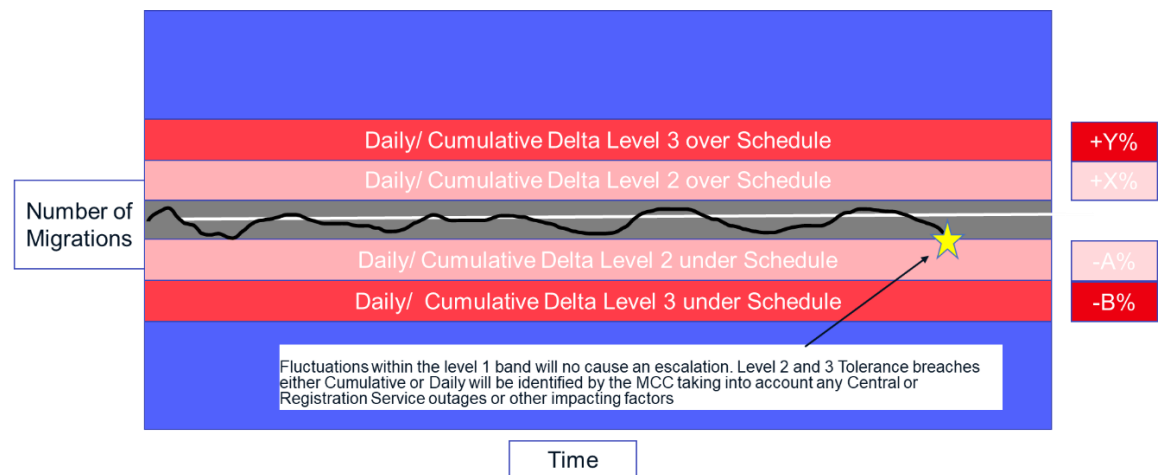 Daily/ Cumulative Delta Level 3 over Schedule
+Y%
Daily/ Cumulative Delta Level 2 over Schedule
+X%
Number of
Migrations
Daily/ Cumulative Delta Level 2 under Schedule
-A%
Daily/ Cumulative Delta Level 3 under Schedule
-B%
Fluctuations within the level 1 band will no cause an escalation. Level 2 and 3 Tolerance breaches
either Cumulative or Daily will be identified by the MCC taking into account any Central or
Registration Service outages or other impacting factors
Time